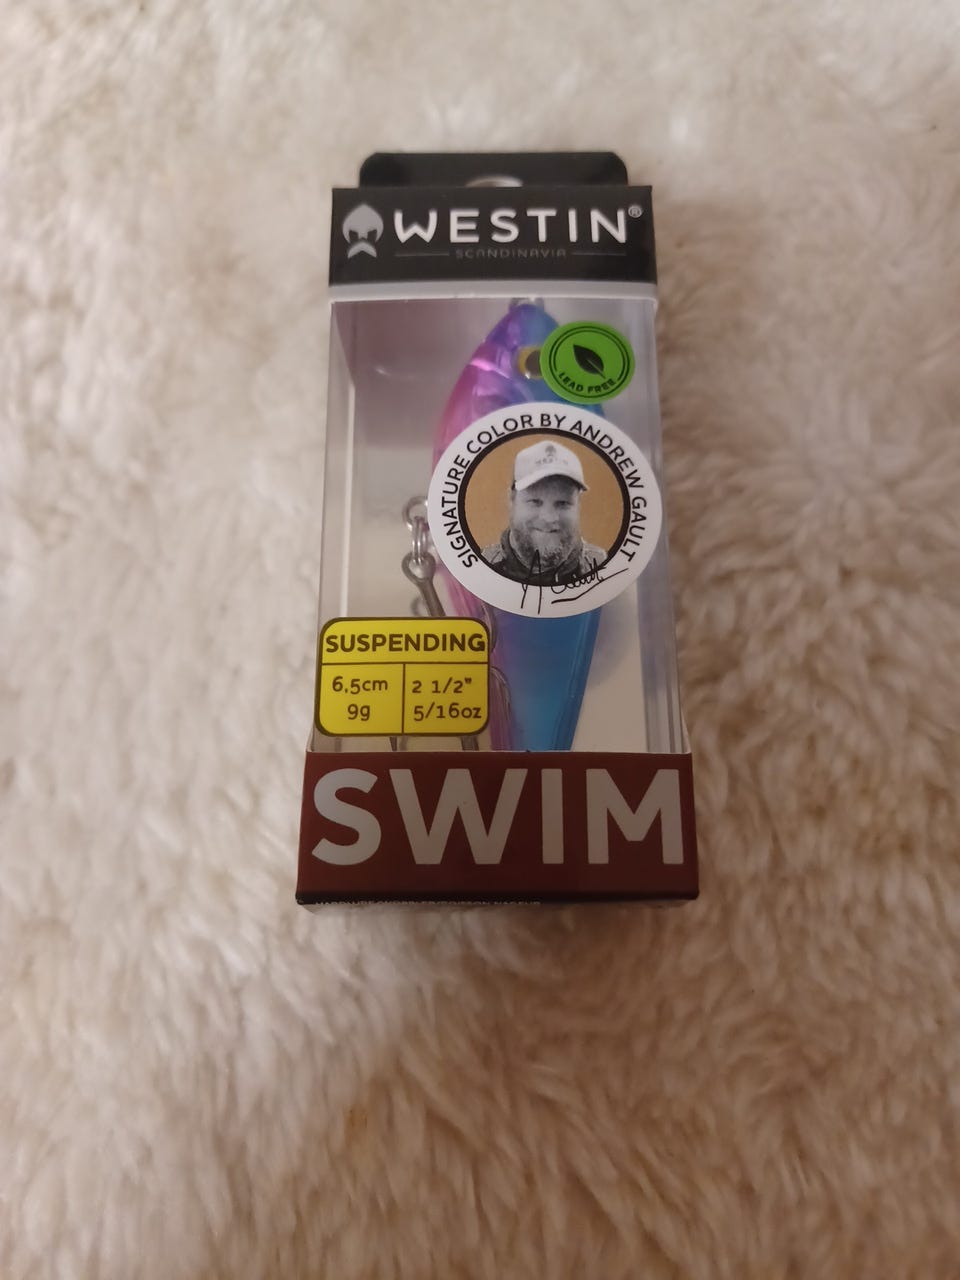 WESTIN®
SCANDINAVIA
LEAD FREE
SIGNATURE COLOR BY ANDREW GAULT
WESTIN
SUSPENDING
6.5cm 2 1/2"
9g 5/16oz
SWIM